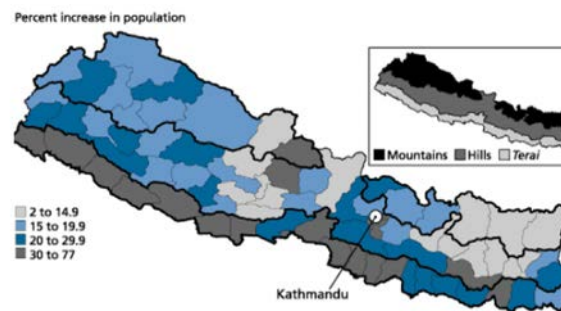 Percent increase in population
Mountains Hills Terai
2 to 14.9
15 to 19.9
20 to 29.9
30 to 77
Kathmandu